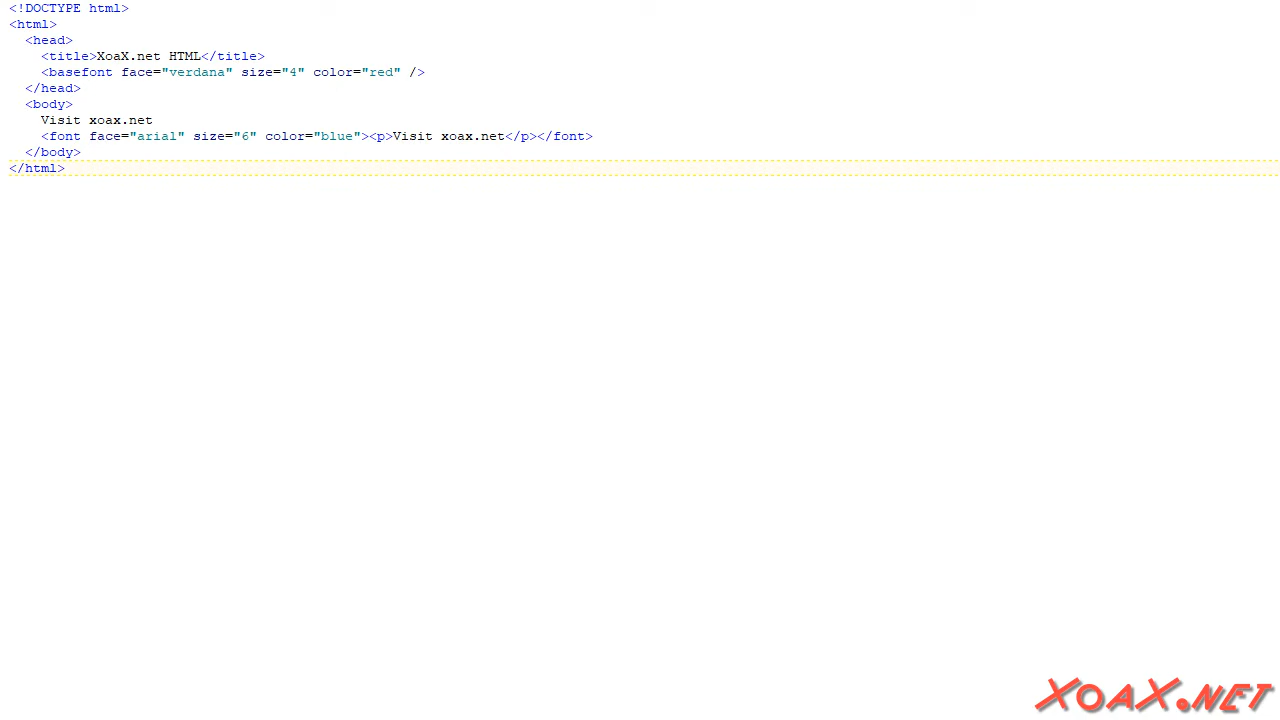 <!DOCTYPE html>
<html>
  <head>
    <title>XoaX.net HTML</title>
    <basefont face="verdana" size="4" color="red" />
  </head>
  <body>
    Visit xoax.net
    <font face="arial" size="6" color="blue"><p>Visit xoax.net</p></font>
  </body>
</html>
XOAX.NET